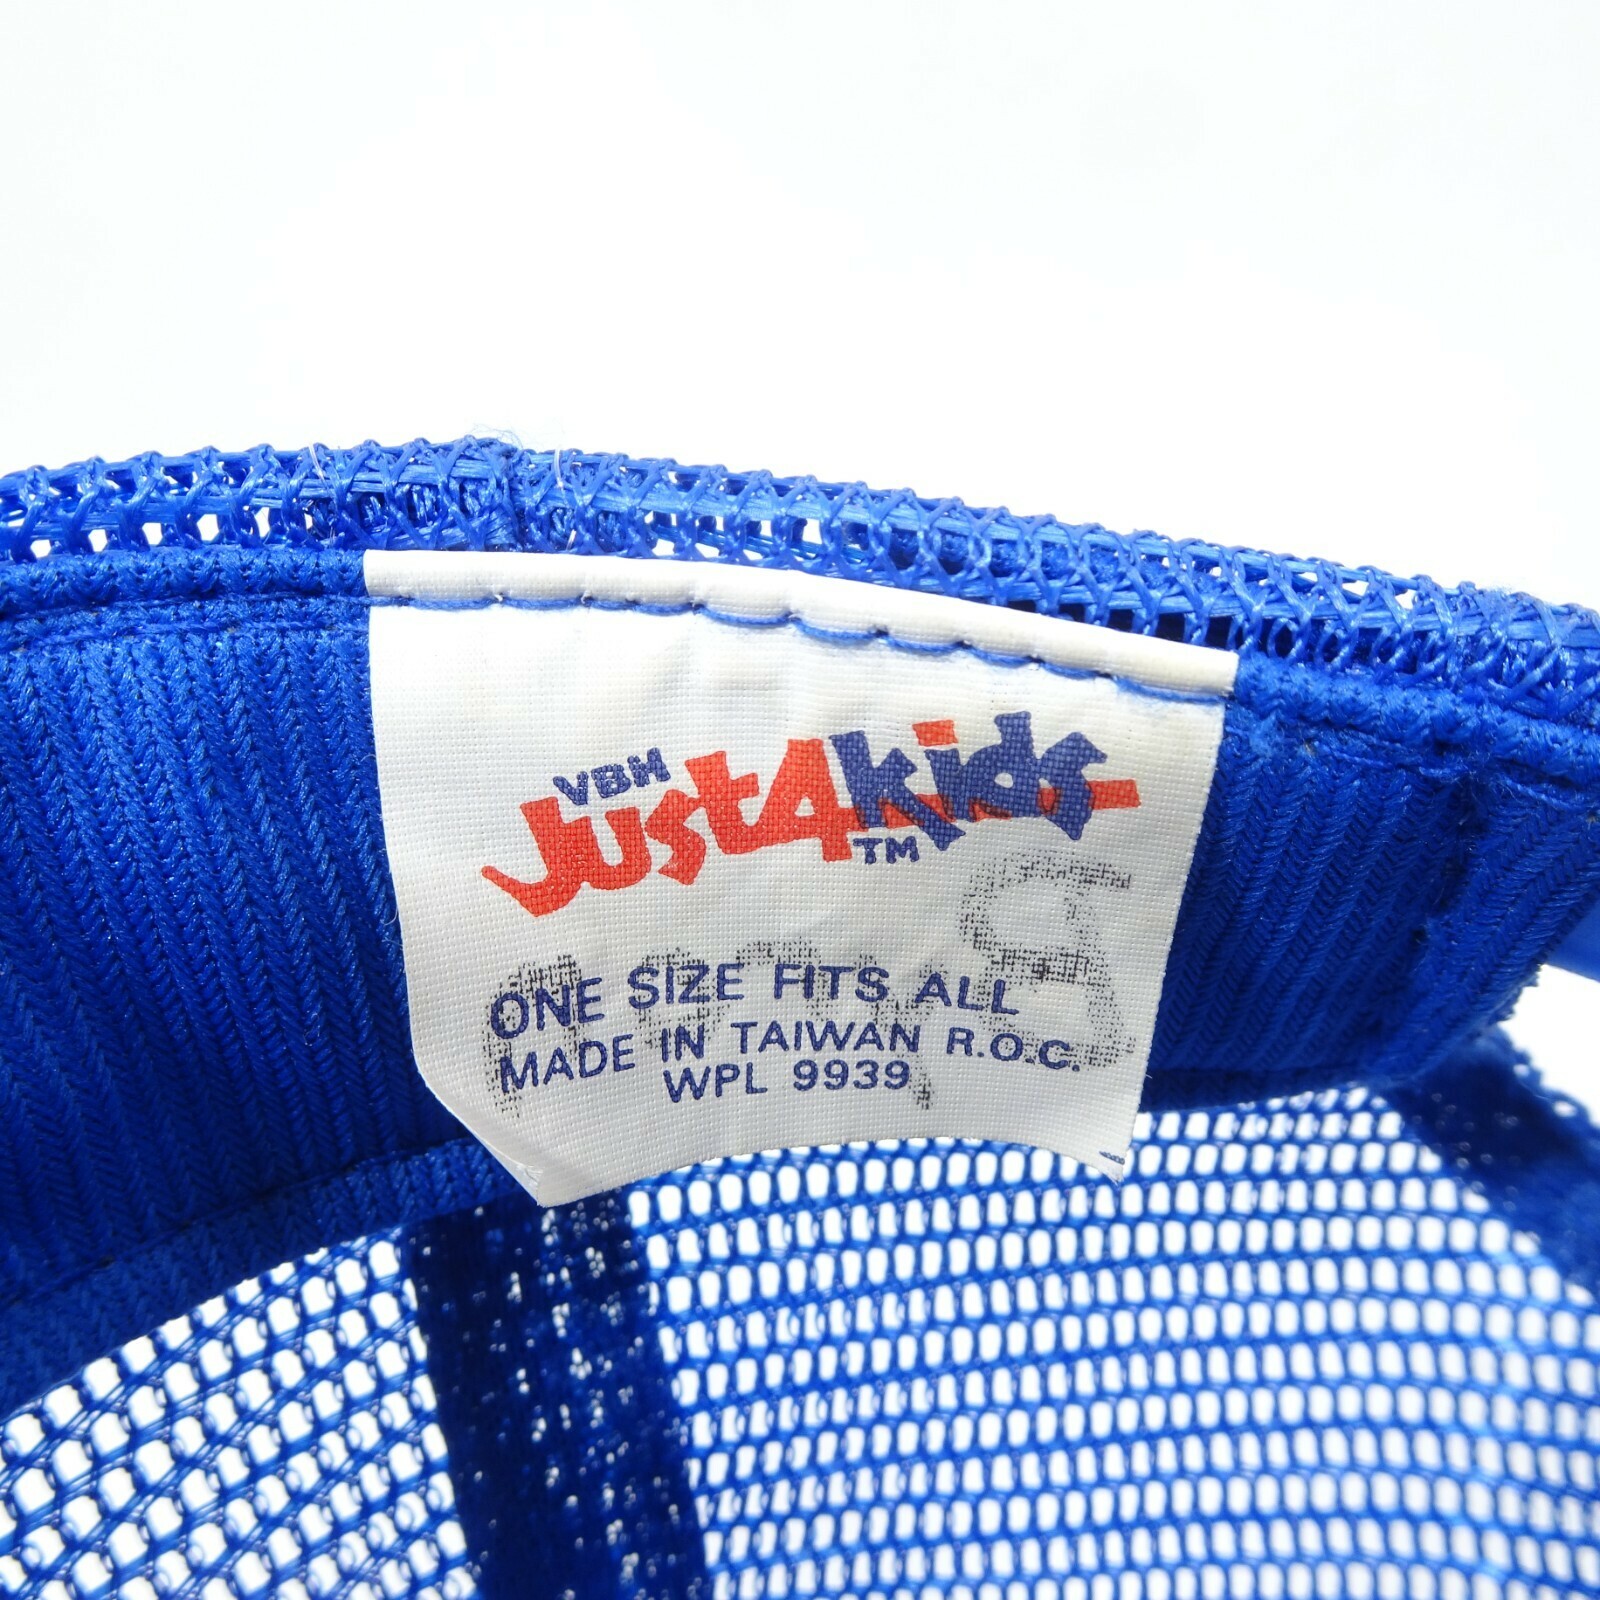 VBH
Just4kids
TM
ONE SIZE FITS ALL
MADE IN TAIWAN R.O.C.
WPL 9939